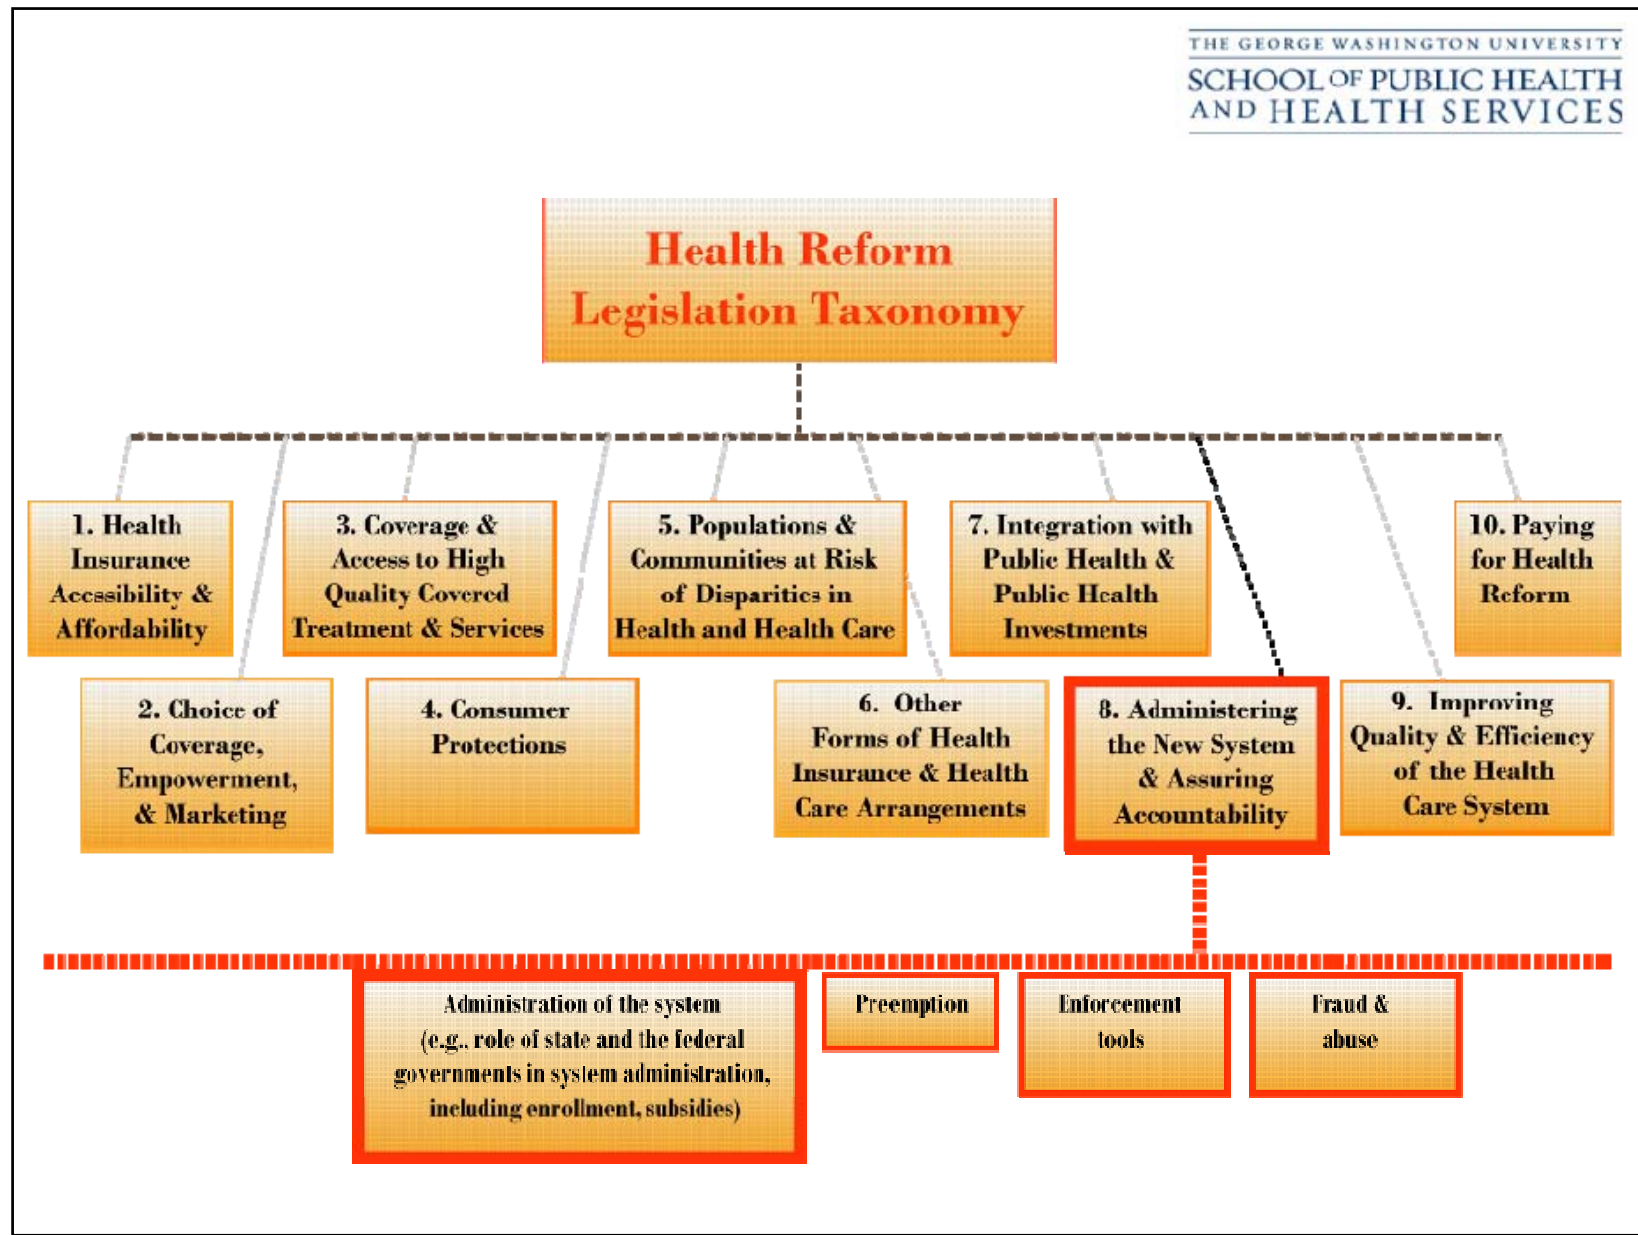 THE GEORGE WASHINGTON UNIVERSITY
SCHOOL OF PUBLIC HEALTH
AND HEALTH SERVICES
Health Reform
Legislation Taxonomy
1. Health
Insurance
Accessibility &
Affordability
3. Coverage &
Access to High
Quality Covered
Treatment & Services
5. Populations &
Communities at Risk
of Disparities in
Health and Health Care
7. Integration with
Public Health &
Public Health
Investments
10. Paying
for Health
Reform
2. Choice of
Coverage,
Empowerment,
& Marketing
4. Consumer
Protections
6. Other
Forms of Health
Insurance & Health
Care Arrangements
8. Administering
the New System
& Assuring
Accountability
9. Improving
Quality & Efficiency
of the Health
Care System
Administration of the system
(e.g., role of state and the federal
governments in system administration,
including enrollment, subsidies)
Preemption
Enforcement
tools
Fraud &
abuse